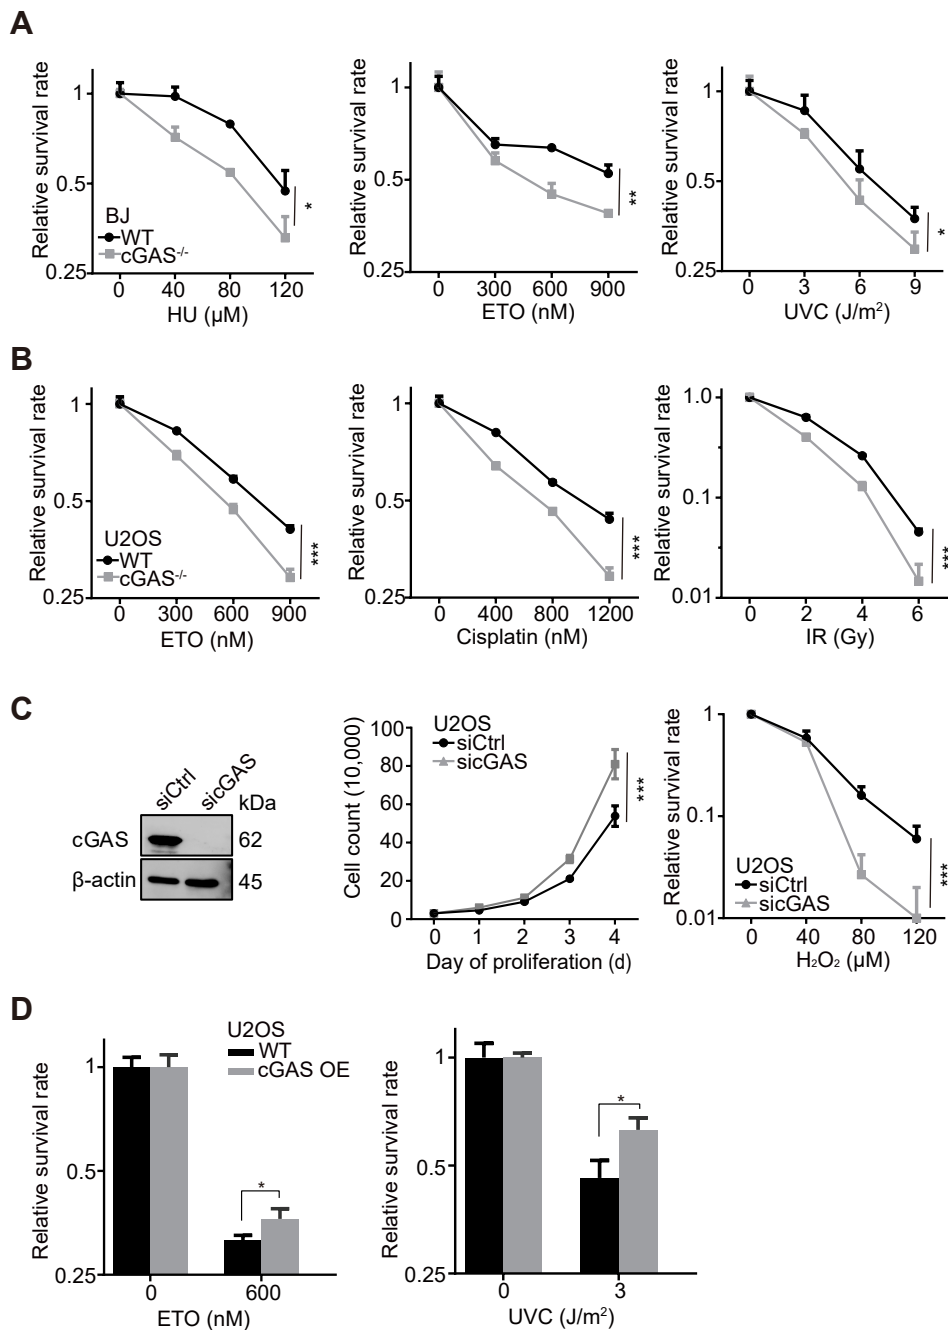 A
Relative survival rate
1
0.5
0.25
BJ
WT
cGAS-/-
*
0 40 80 120
HU (μM)
Relative survival rate
1
0.5
0.25
**
0 300 600 900
ETO (nM)
Relative survival rate
1
0.5
0.25
*
0 3 6 9
UVC (J/m²)
B
Relative survival rate
1
0.5
0.25
U2OS
WT
cGAS-/-
***
0 300 600 900
ETO (nM)
Relative survival rate
1
0.5
0.25
***
0 400 800 1200
Cisplatin (nM)
Relative survival rate
1.0
0.1
0.01
***
0 2 4 6
IR (Gy)
C
siCtrl sicGAS kDa
cGAS 62
β-actin 45
Cell count (10,000)
100
80
60
40
20
0
U2OS
siCtrl
sicGAS
***
0 1 2 3 4
Day of proliferation (d)
Relative survival rate
1
0.1
0.01
U2OS
siCtrl
sicGAS
***
0 40 80 120
H₂O₂ (μM)
D
Relative survival rate
1
0.5
0.25
U2OS
WT
cGAS OE
*
0 600
ETO (nM)
Relative survival rate
1
0.5
0.25
*
0 3
UVC (J/m²)